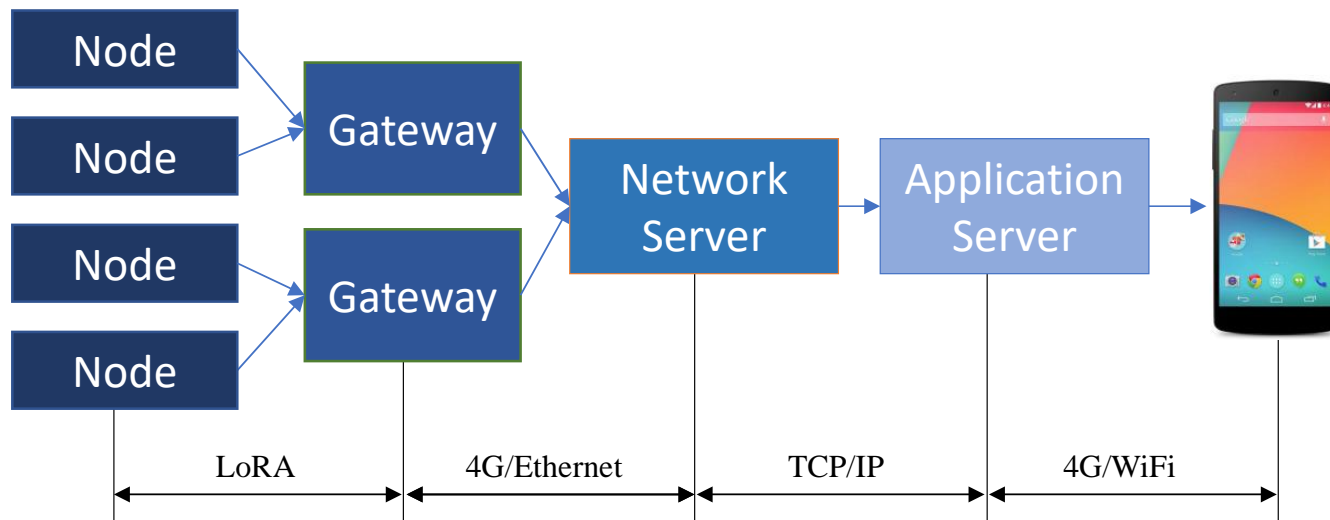 Node
Node
Node
Node
Gateway
Gateway
Network
Server
Application
Server
LoRA
4G/Ethernet
TCP/IP
4G/WiFi